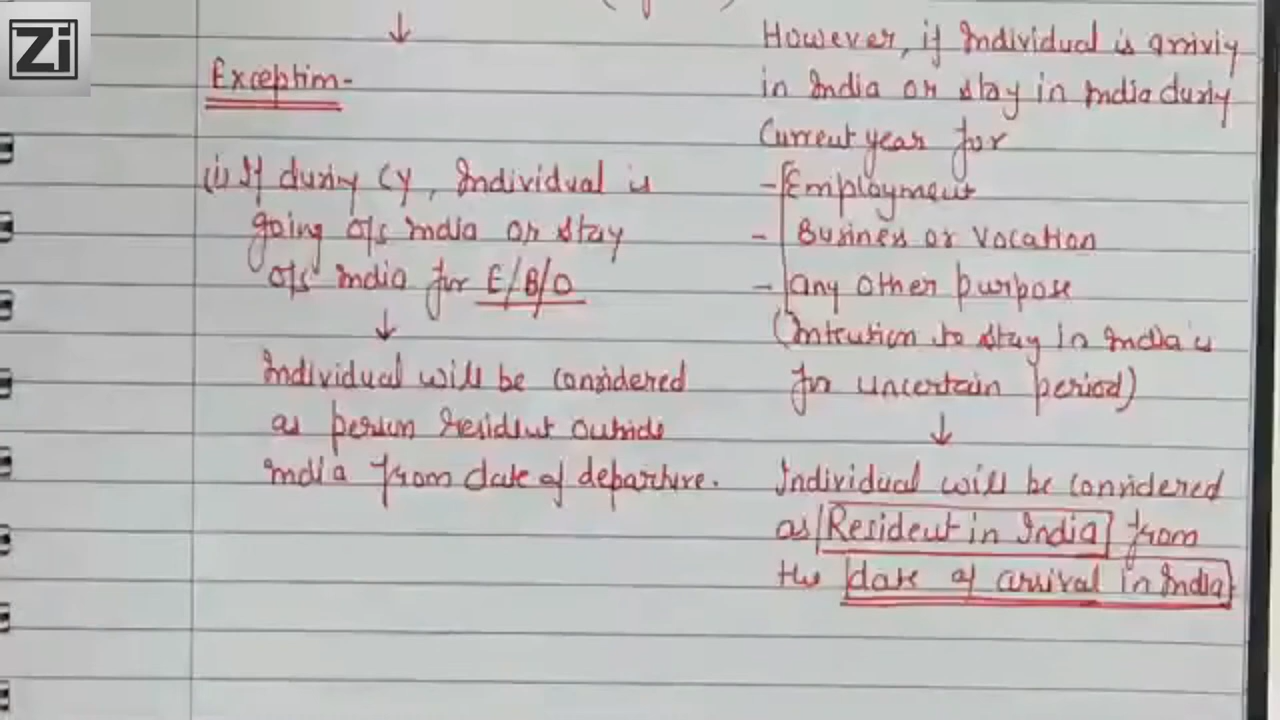 Zi
Exception-
(i) If during CY, Individual is
going o/s India or stay
o/s India for E/B/O
↓
Individual will be considered
as person resident outside
India from date of departure.
However, if Individual is arriving
in India or stay in India during
Current year for
- Employment
- Business or Vocation
- any other purpose
(Intention to stay in India is
for uncertain period)
↓
Individual will be considered
as Resident in India from
the date of arrival in India